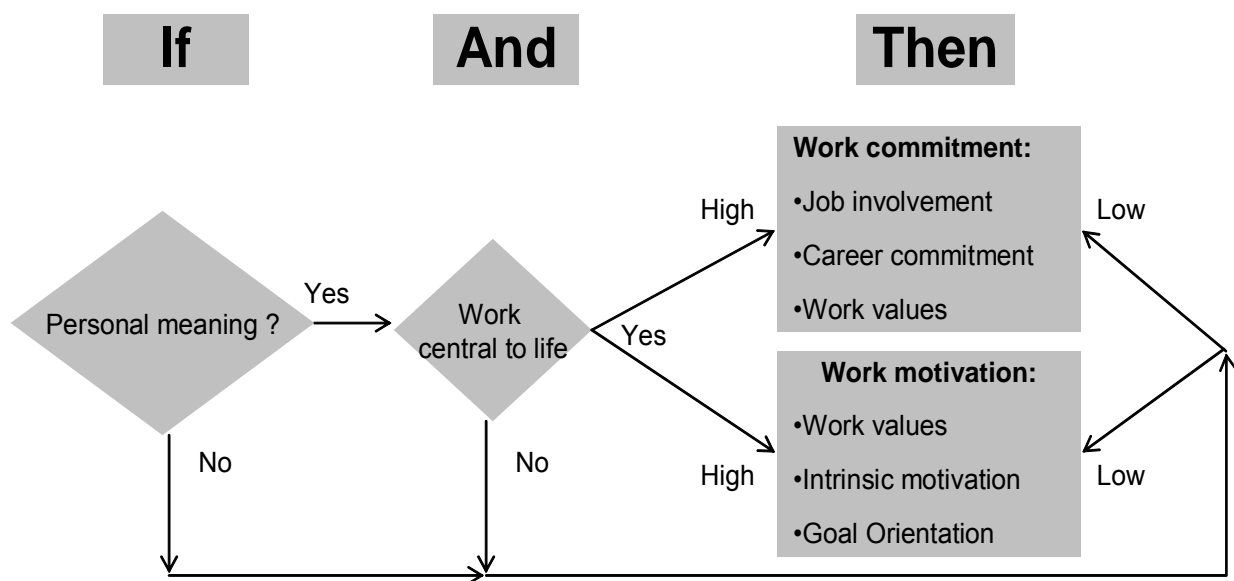 If
And
Then
Personal meaning ?
Yes
No
Work
central to life
Yes
No
High
High
Work commitment:
•Job involvement
•Career commitment
•Work values
Work motivation:
•Work values
•Intrinsic motivation
•Goal Orientation
Low
Low